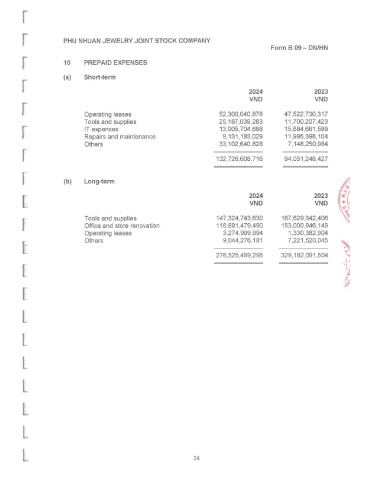 PHU NHUAN JEWELRY JOINT STOCK COMPANY
Form B 09 – DN/HN
10 PREPAID EXPENSES
(a) Short-term
2024 2023
VND VND
Operating leases 52,300,040,878 47,522,730,317
Tools and supplies 25,187,039,283 11,700,207,423
IT expenses 13,005,704,698 15,684,661,599
Repairs and maintenance 9,131,183,029 11,995,398,104
Others 33,102,640,828 7,148,250,984
132,726,608,716 94,051,248,427
(b) Long-term
2024 2023
VND VND
Tools and supplies 147,324,743,630 167,629,342,406
Office and store renovation 116,881,479,490 153,000,846,149
Operating leases 3,274,999,994 1,330,382,904
Others 9,044,276,181 7,221,520,045
276,525,499,295 329,182,091,504
24